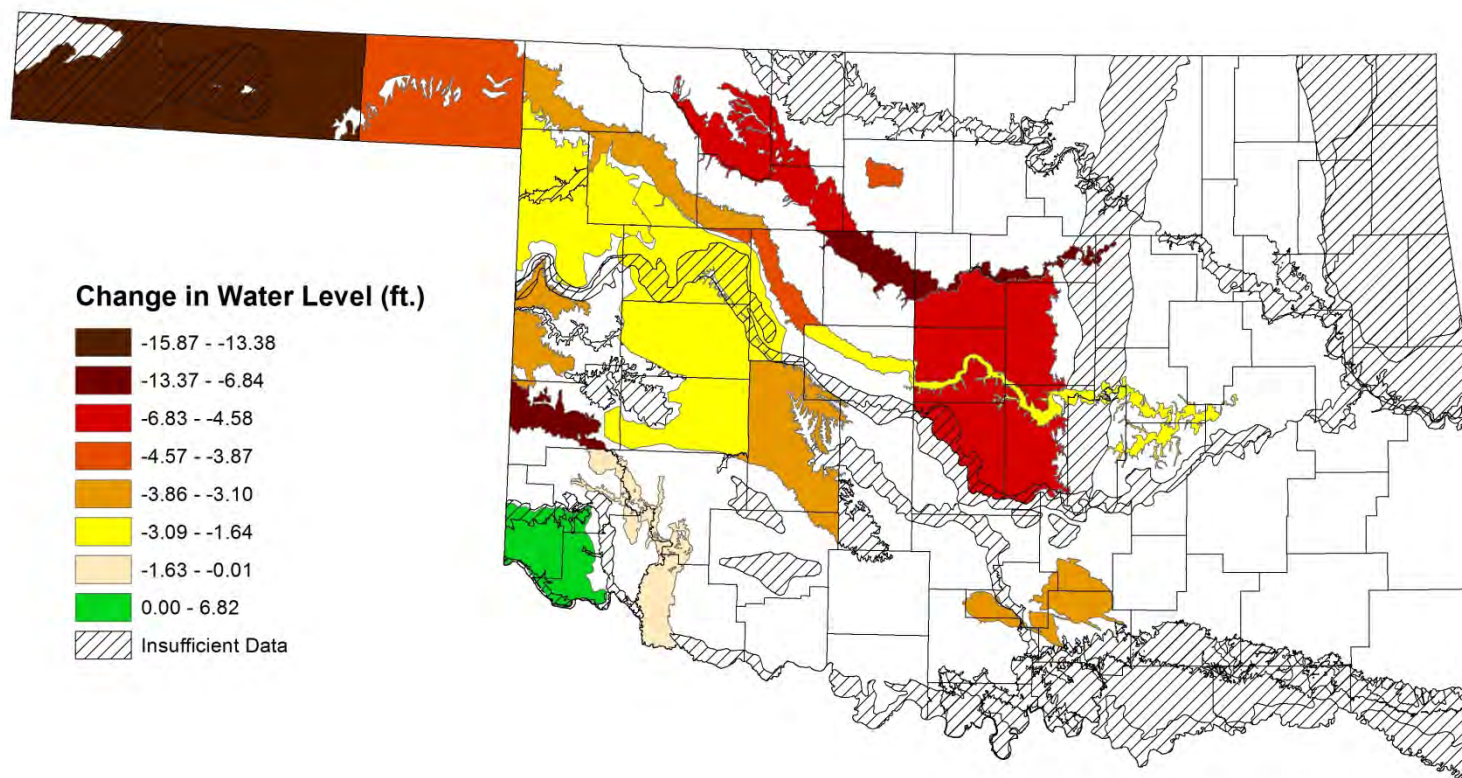 Change in Water Level (ft.)
-15.87 - -13.38
-13.37 - -6.84
-6.83 - -4.58
-4.57 - -3.87
-3.86 - -3.10
-3.09 - -1.64
-1.63 - -0.01
0.00 - 6.82
Insufficient Data